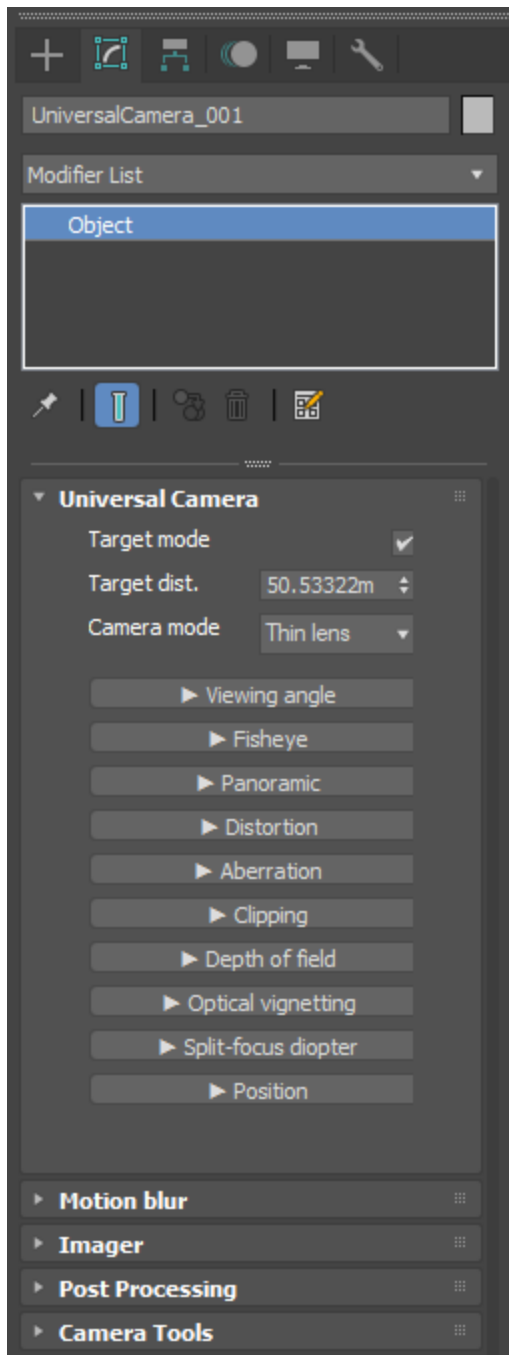 UniversalCamera_001
Modifier List
Object
Universal Camera
Target mode
Target dist. 50.53322m
Camera mode Thin lens
Viewing angle
Fisheye
Panoramic
Distortion
Aberration
Clipping
Depth of field
Optical vignetting
Split-focus diopter
Position
Motion blur
Imager
Post Processing
Camera Tools